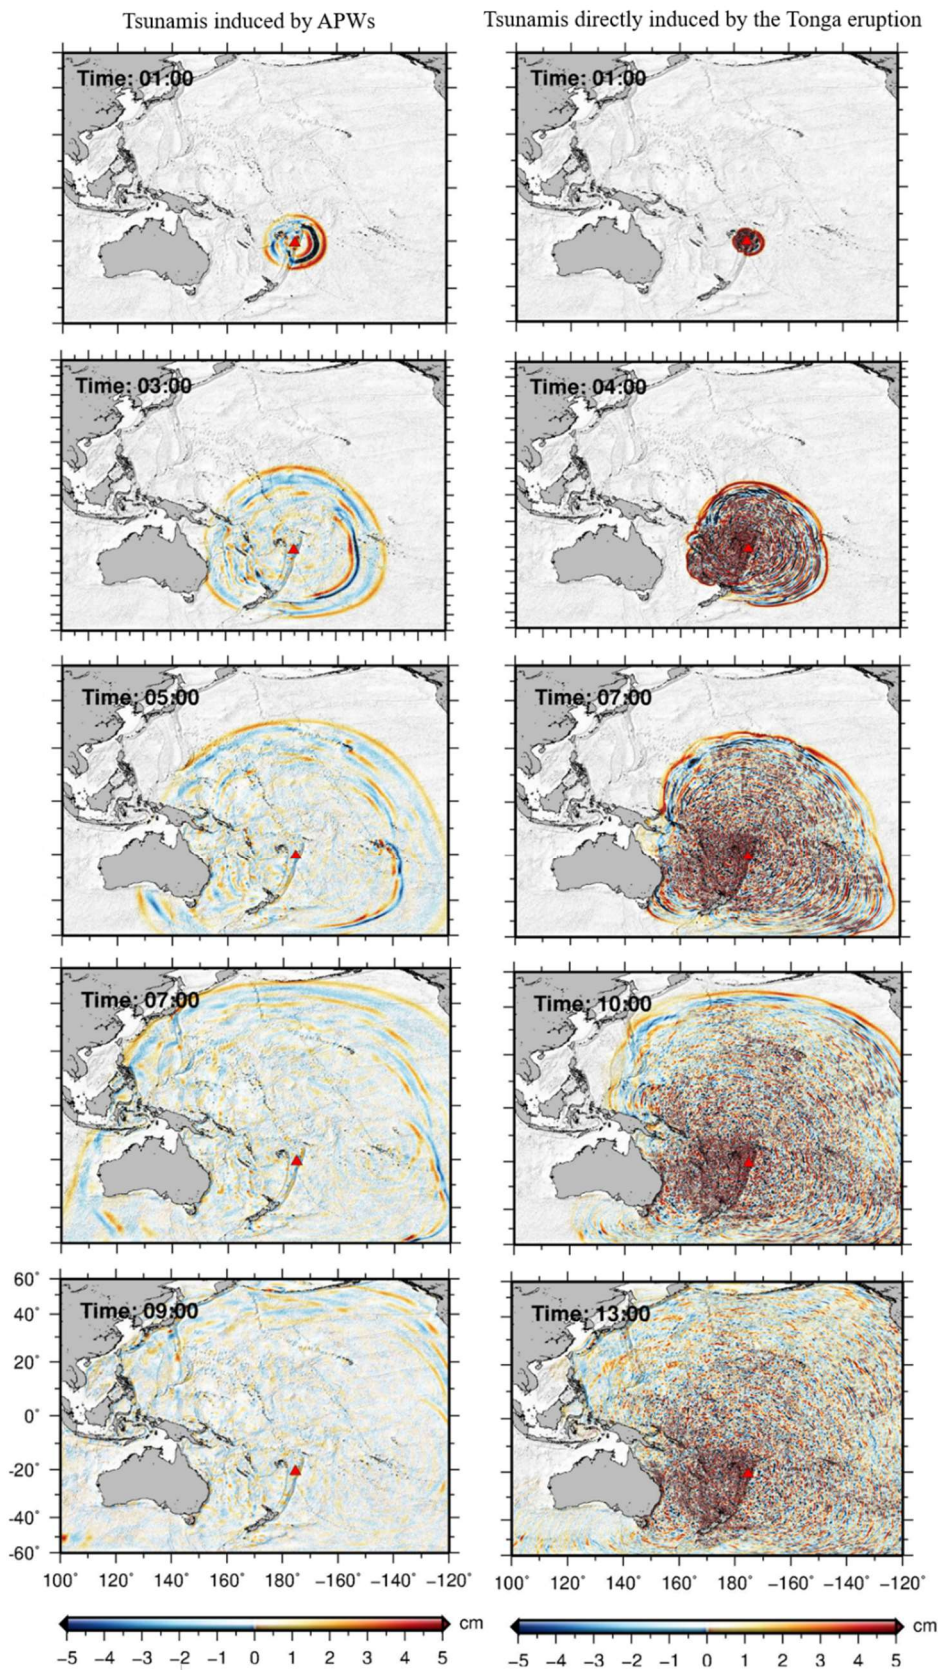 Tsunamis induced by APWs
Tsunamis directly induced by the Tonga eruption
Time: 01:00
Time: 01:00
Time: 03:00
Time: 04:00
Time: 05:00
Time: 07:00
Time: 07:00
Time: 10:00
Time: 09:00
Time: 13:00
60°
40°
20°
0°
-20°
-40°
-60°
100° 120° 140° 160° 180° −160° −140° −120°
100° 120° 140° 160° 180° −160° −140° −120°
−5 −4 −3 −2 −1 0 1 2 3 4 5 cm
−5 −4 −3 −2 −1 0 1 2 3 4 5 cm